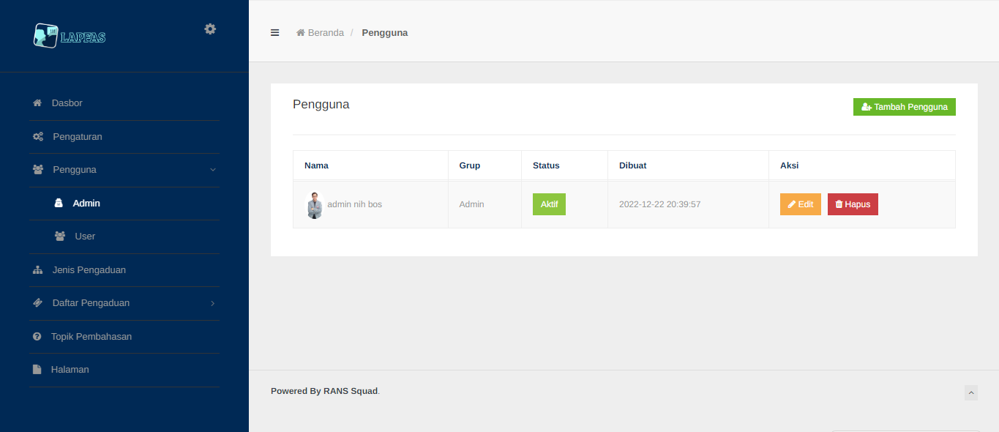 LAPFAS
Beranda / Pengguna
Dasbor
Pengaturan
Pengguna
Admin
User
Jenis Pengaduan
Daftar Pengaduan
Topik Pembahasan
Halaman
Pengguna
Tambah Pengguna
Nama Grup Status Dibuat Aksi
admin nih bos Admin Aktif 2022-12-22 20:39:57 Edit Hapus
Powered By RANS Squad.